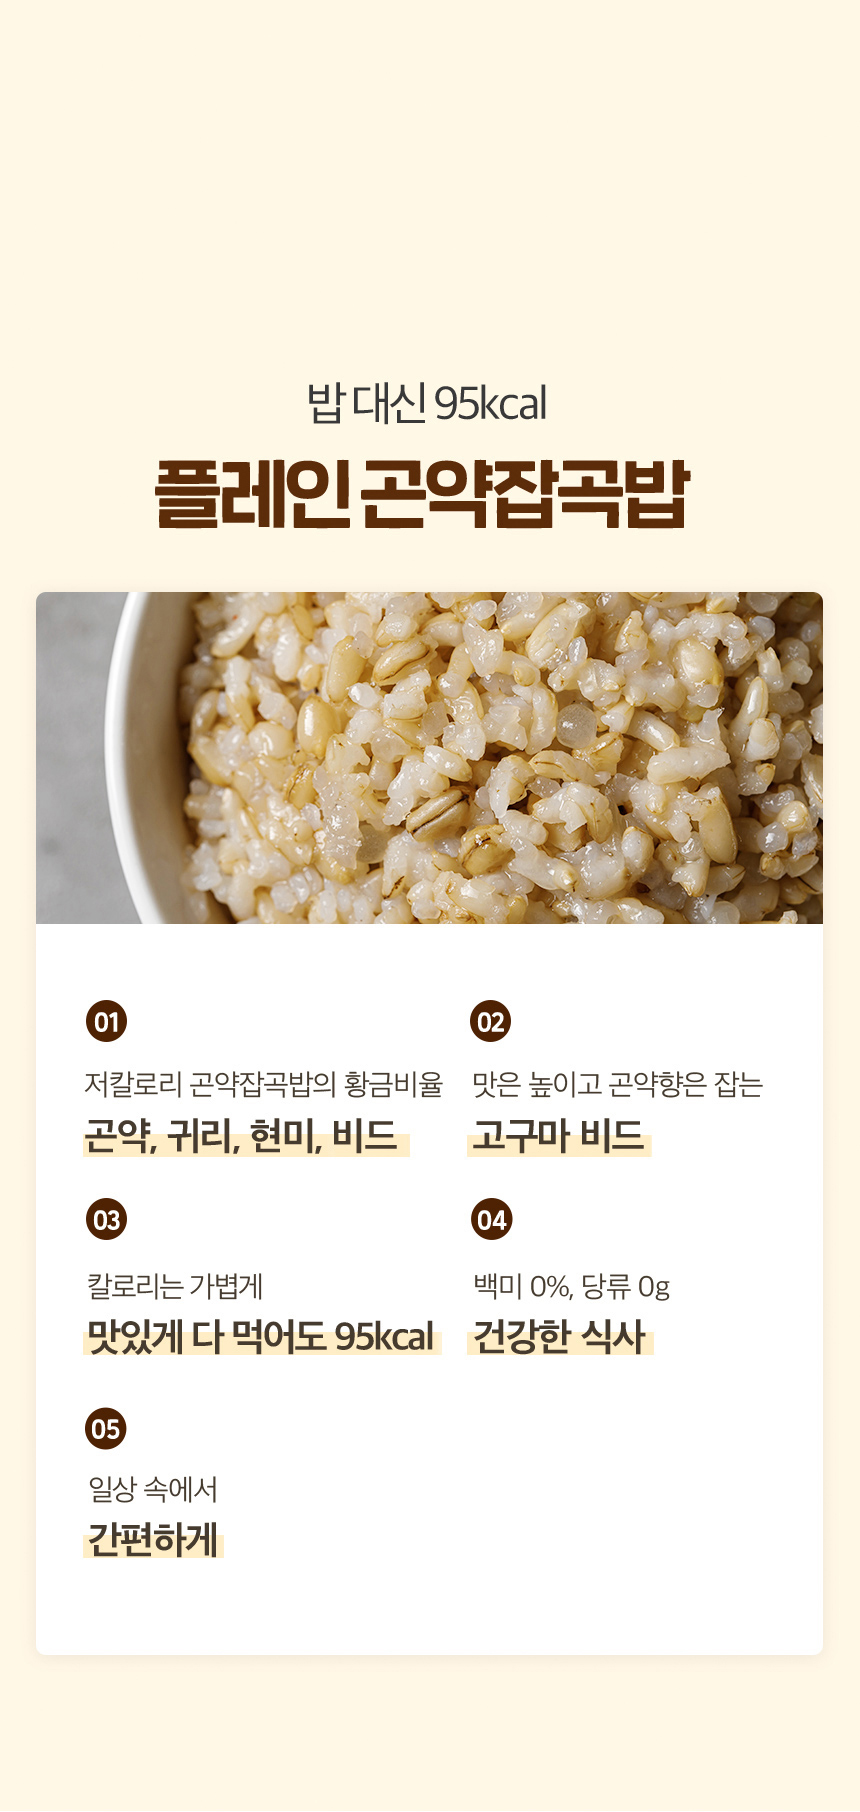 밥 대신 95kcal
플레인 곤약잡곡밥
01
저칼로리 곤약잡곡밥의 황금비율
곤약, 귀리, 현미, 비드
02
맛은 높이고 곤약향은 잡는
고구마 비드
03
칼로리는 가볍게
맛있게 다 먹어도 95kcal
04
백미 0%, 당류 0g
건강한 식사
05
일상 속에서
간편하게